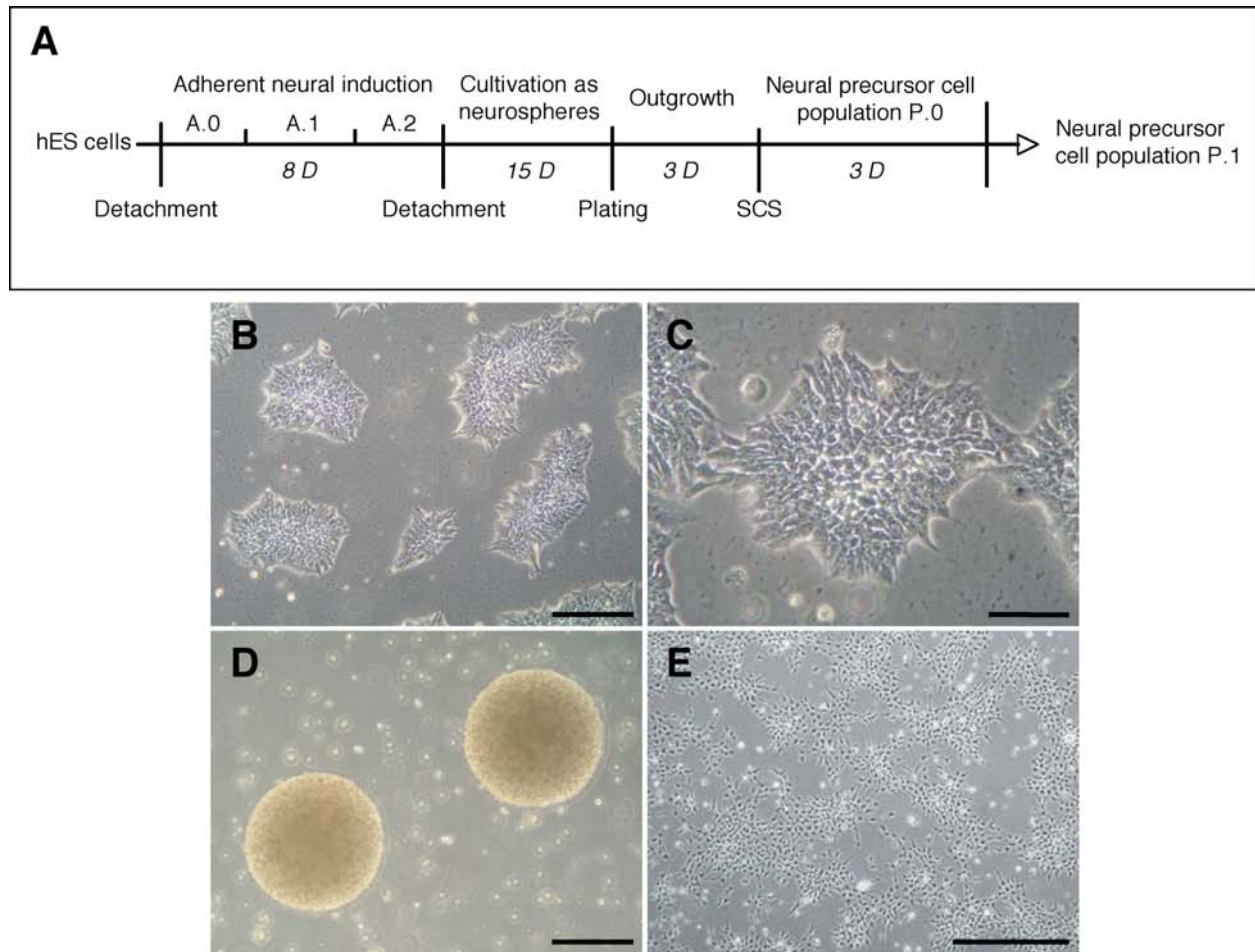 A
Adherent neural induction
Cultivation as
neurospheres
Outgrowth
Neural precursor cell
population P.0
A.0 A.1 A.2
hES cells
Neural precursor
cell population P.1
8 D 15 D 3 D 3 D
Detachment Detachment Plating SCS
B C
D E